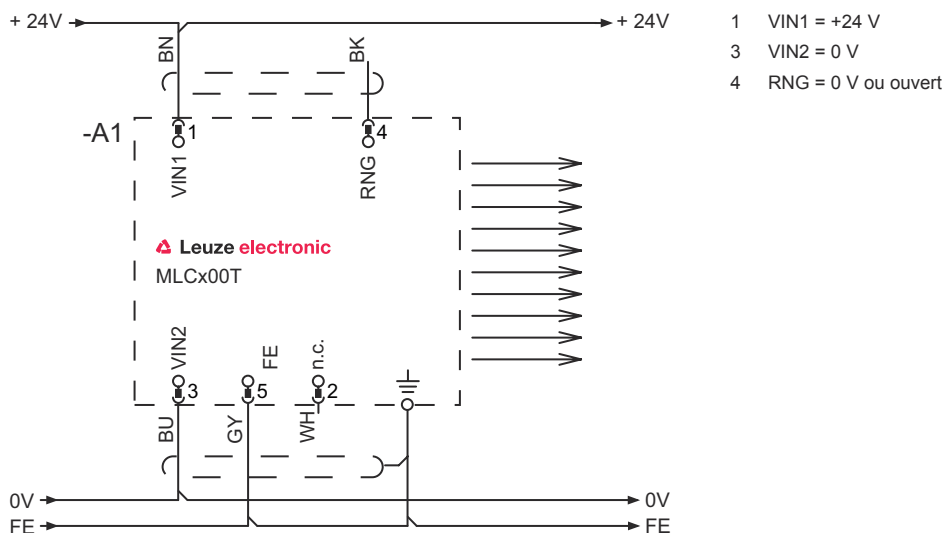 + 24V
+ 24V
1 VIN1 = +24 V
3 VIN2 = 0 V
4 RNG = 0 V ou ouvert
BN
BK
-A1
1
4
VIN1
RNG
Leuze electronic
MLCx00T
VIN2
FE
n.c.
3
5
2
BU
GY
WH
0V
0V
FE
FE